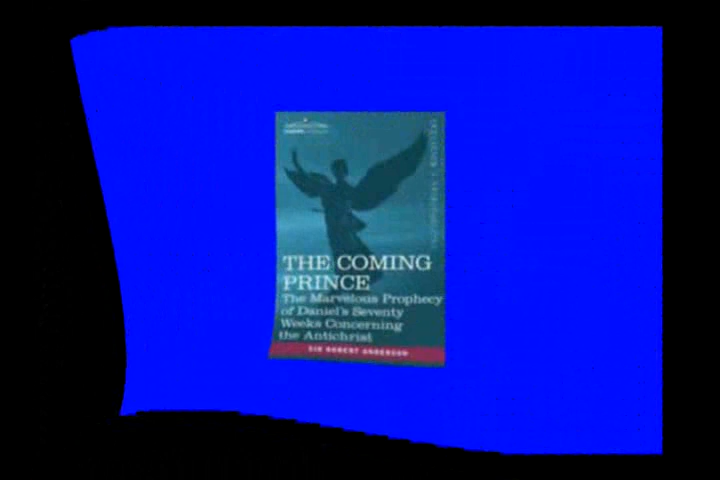 THE COMING
PRINCE
The Marvelous Prophecy
of Daniel's Seventy
Weeks Concerning
the Antichrist
SIR ROBERT ANDERSON